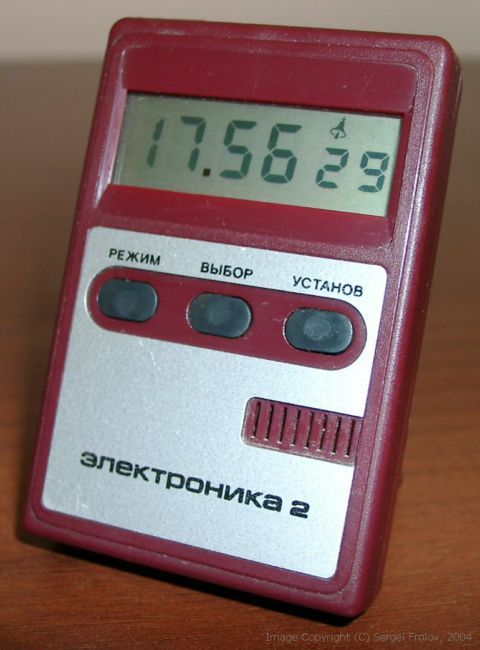 17.56 29
РЕЖИМ ВЫБОР УСТАНОВ
электроника 2
Image Copyright (C) Sergei Frolov, 2004